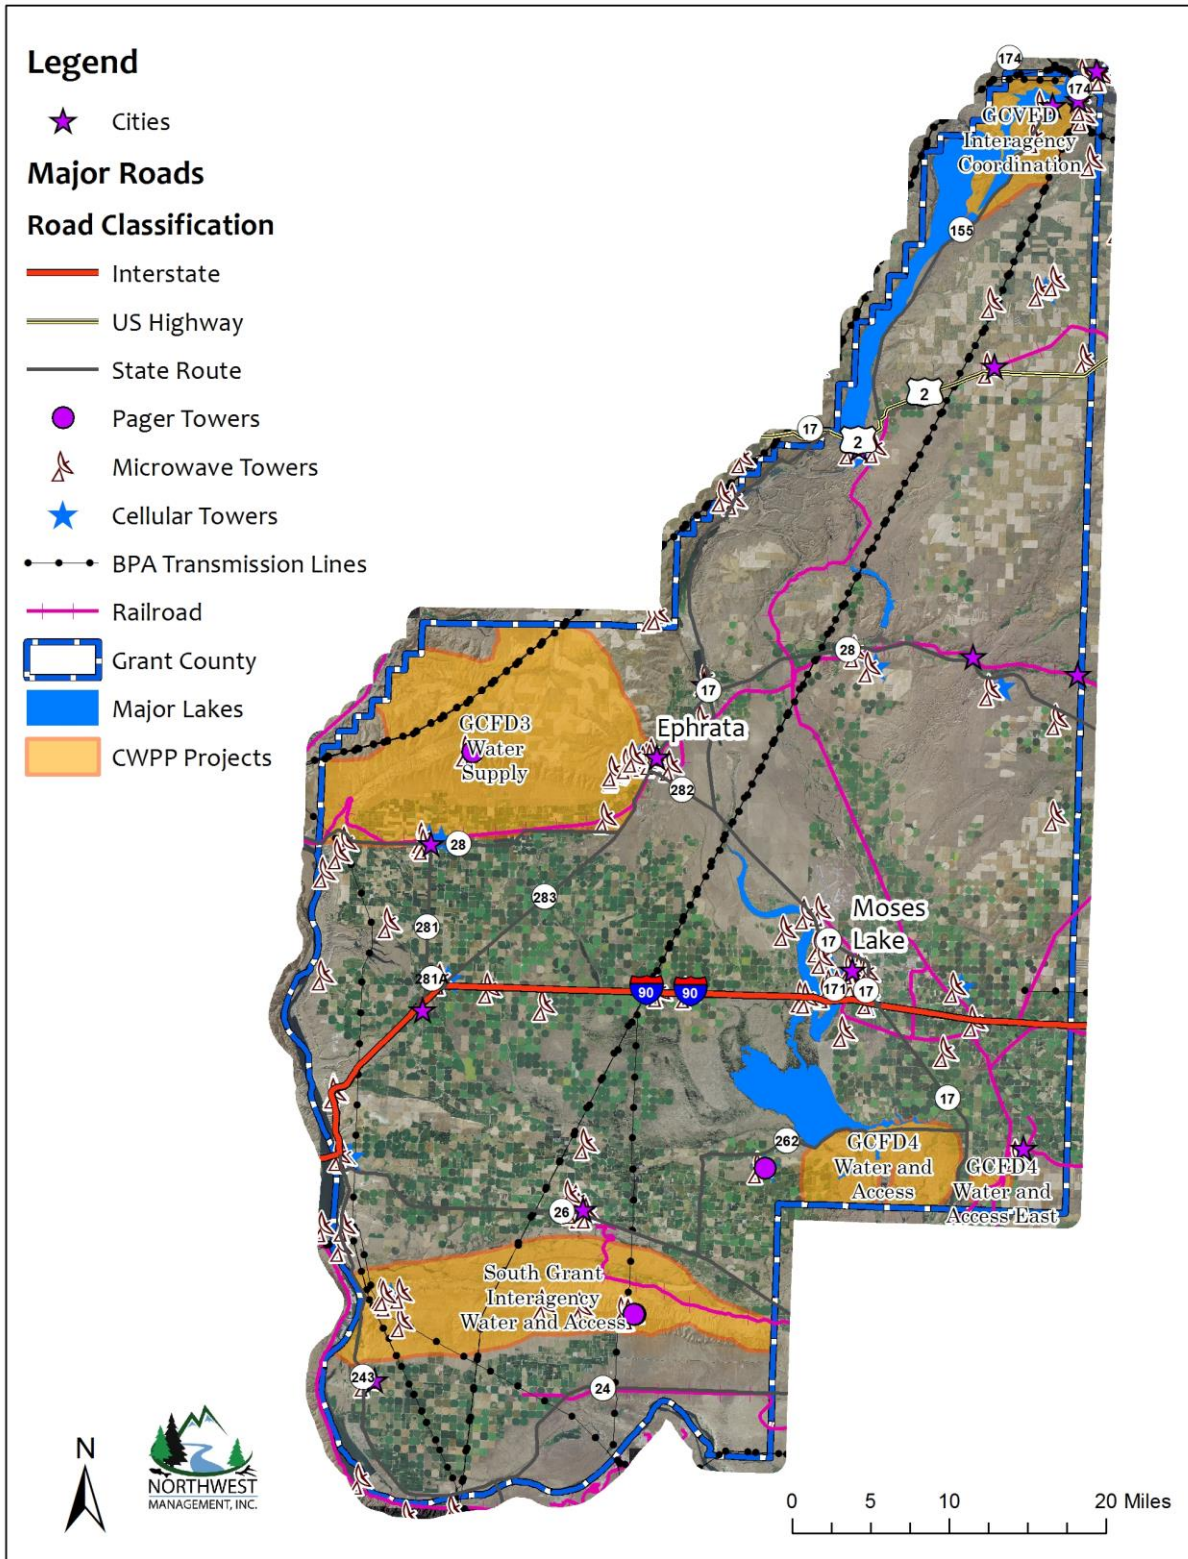 Legend
Cities
Major Roads
Road Classification
Interstate
US Highway
State Route
Pager Towers
Microwave Towers
Cellular Towers
BPA Transmission Lines
Railroad
Grant County
Major Lakes
CWPP Projects
174
174
GCVFD
Interagency
Coordination
155
2
17
2
28
17
GCFD3
Water
Supply
Ephrata
282
28
283
281
Moses
Lake
17
281A
90
90
171
17
17
262
GCFD4
Water and
Access
GCFD4
Water and
Access East
26
South Grant
Interagency
Water and Access
243
24
N
NORTHWEST
MANAGEMENT, INC.
0 5 10 20 Miles